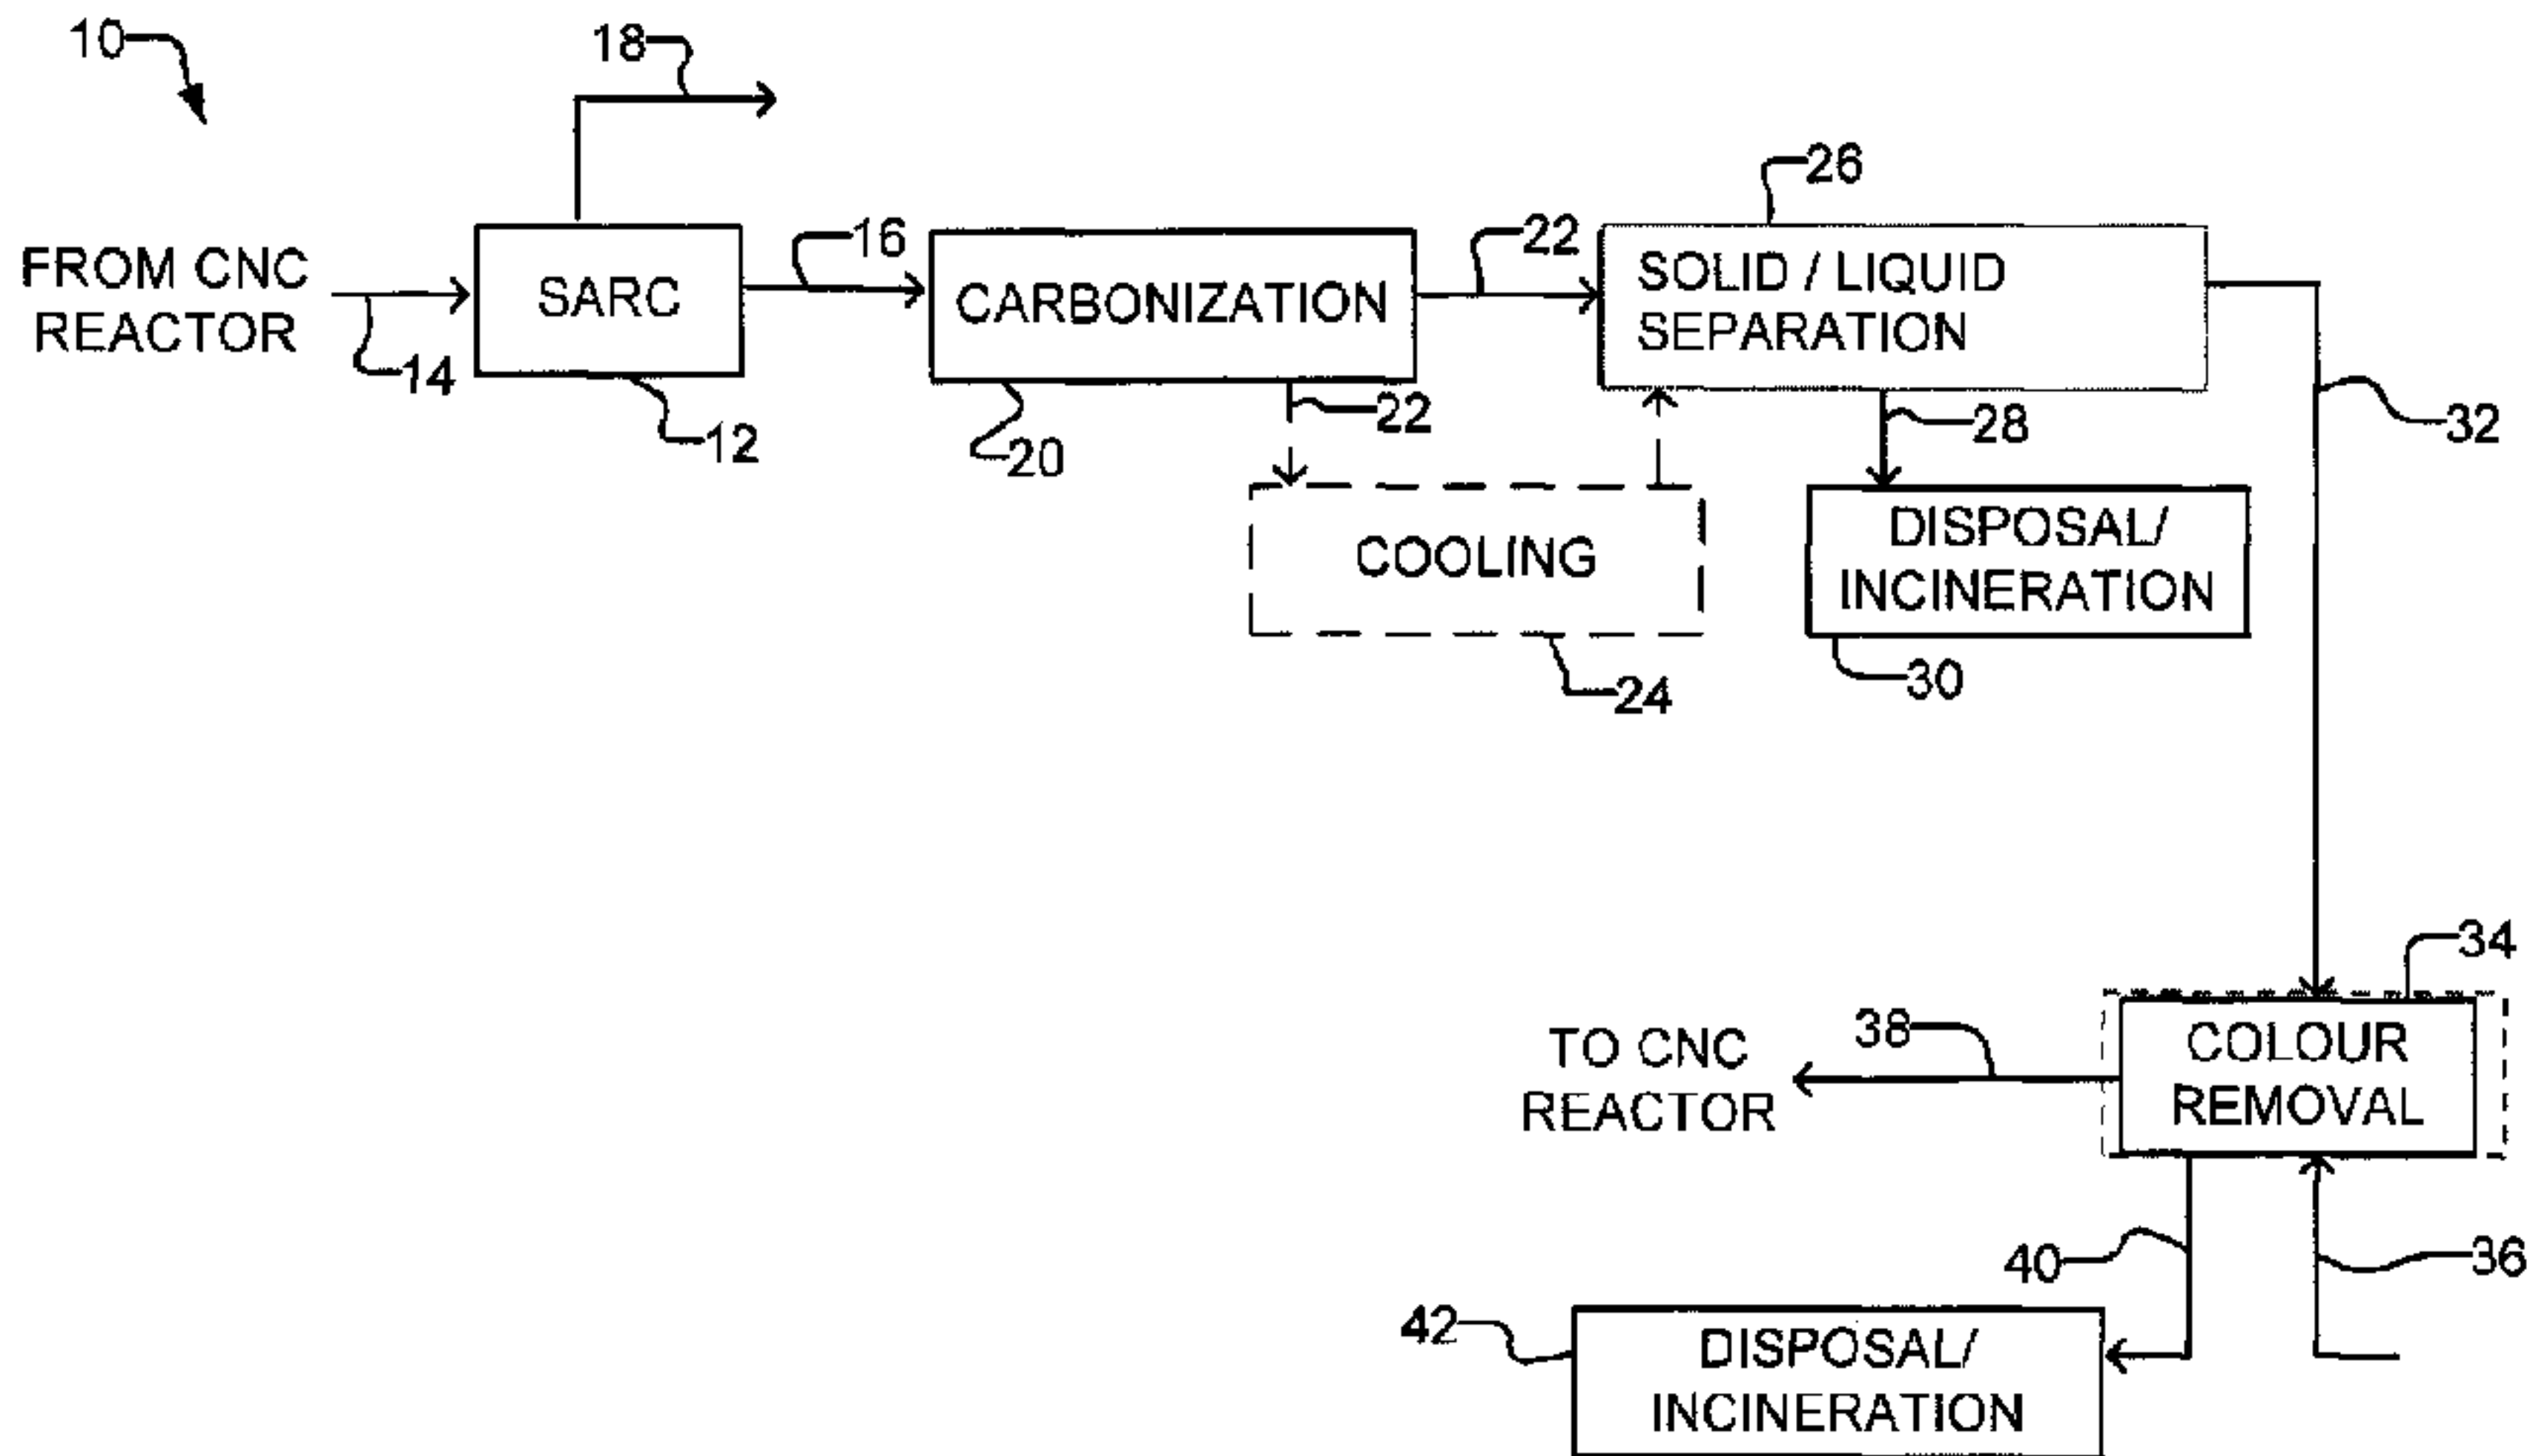 10
18
26
FROM CNC
REACTOR
14
SARC
12
16
CARBONIZATION
20
22
22
SOLID / LIQUID
SEPARATION
28
32
COOLING
24
DISPOSAL/
INCINERATION
30
34
COLOUR
REMOVAL
38
TO CNC
REACTOR
40
36
42
DISPOSAL/
INCINERATION